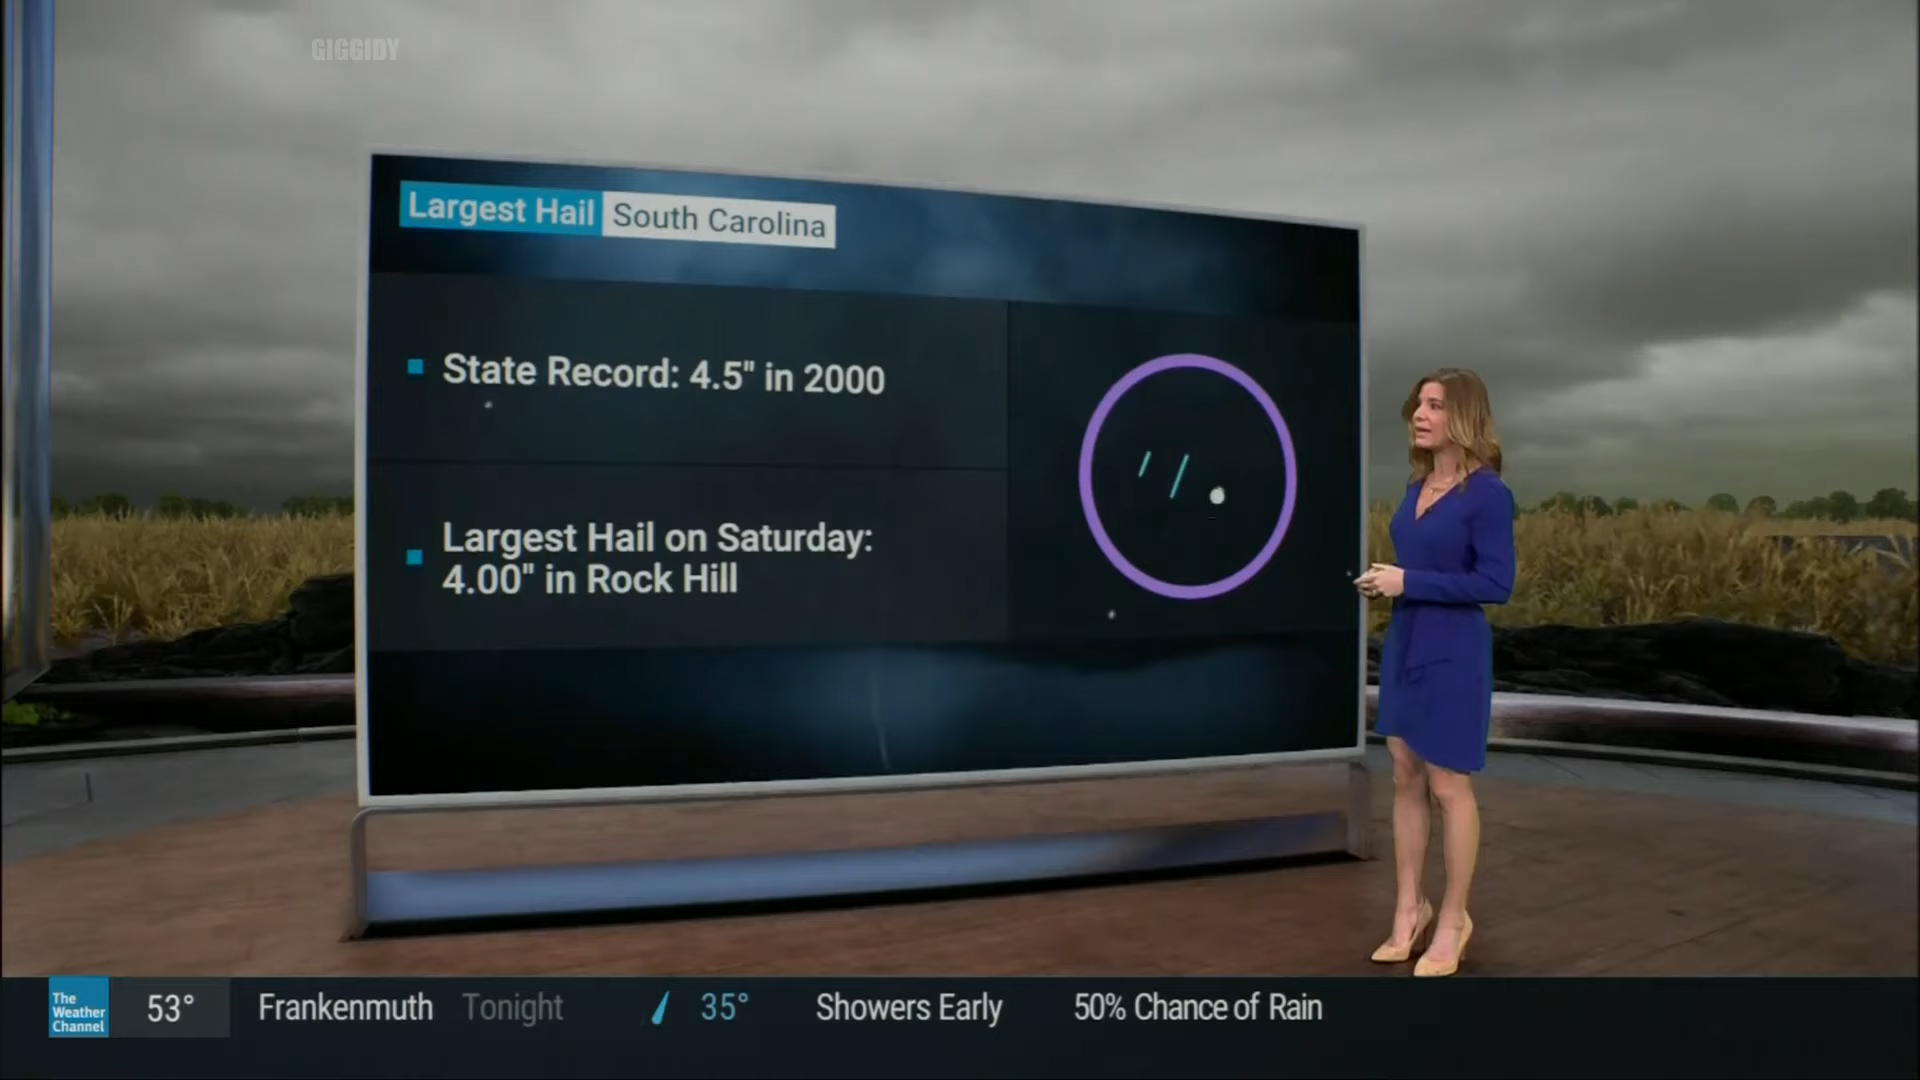 GIGGIDY
Largest Hail South Carolina
State Record: 4.5" in 2000
Largest Hail on Saturday:
4.00" in Rock Hill
The
Weather
Channel
53° Frankenmuth Tonight 35° Showers Early 50% Chance of Rain